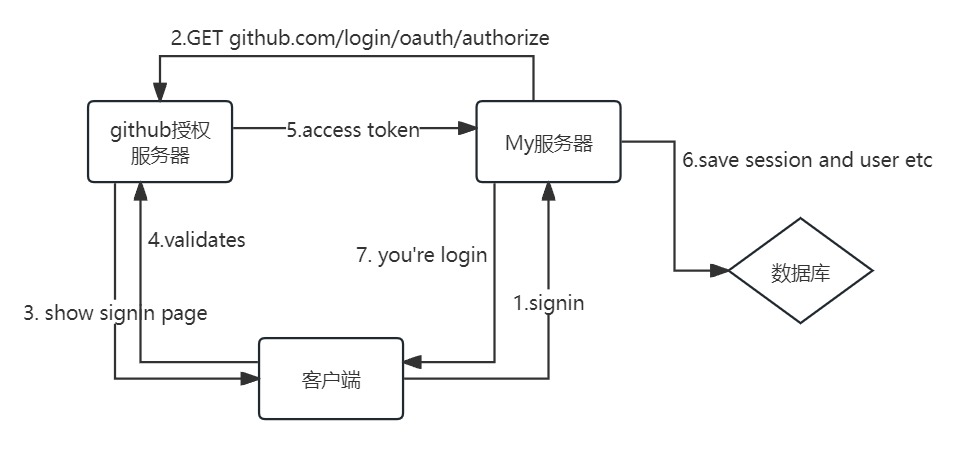 2.GET github.com/login/oauth/authorize
github授权
服务器
5.access token
My服务器
6.save session and user etc
4.validates
7. you're login
数据库
3. show signin page
1.signin
客户端